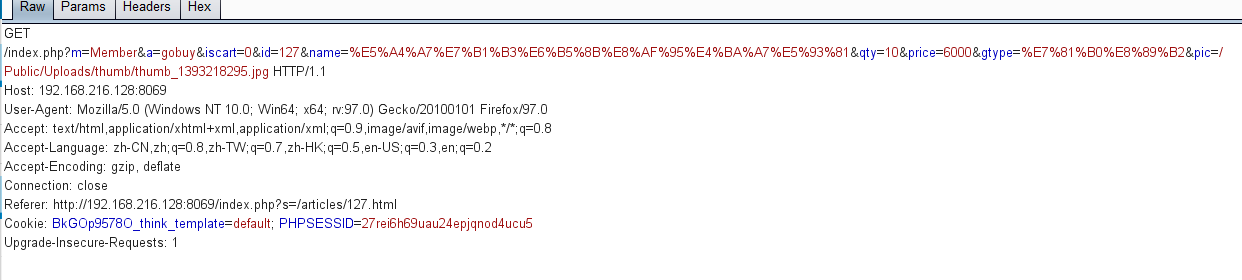 Raw Params Headers Hex
GET
/index.php?m=Member&a=gobuy&iscart=0&id=127&name=%E5%A4%A7%E7%B1%B3%E6%B5%8B%E8%AF%95%E4%BA%A7%E5%93%81&qty=10&price=6000&gtype=%E7%81%B0%E8%89%B2&pic=/
Public/Uploads/thumb/thumb_1393218295.jpg HTTP/1.1
Host: 192.168.216.128:8069
User-Agent: Mozilla/5.0 (Windows NT 10.0; Win64; x64; rv:97.0) Gecko/20100101 Firefox/97.0
Accept: text/html,application/xhtml+xml,application/xml;q=0.9,image/avif,image/webp,*/*;q=0.8
Accept-Language: zh-CN,zh;q=0.8,zh-TW;q=0.7,zh-HK;q=0.5,en-US;q=0.3,en;q=0.2
Accept-Encoding: gzip, deflate
Connection: close
Referer: http://192.168.216.128:8069/index.php?s=/articles/127.html
Cookie: BkGOp9578O_think_template=default; PHPSESSID=27rei6h69uau24epjqnod4ucu5
Upgrade-Insecure-Requests: 1